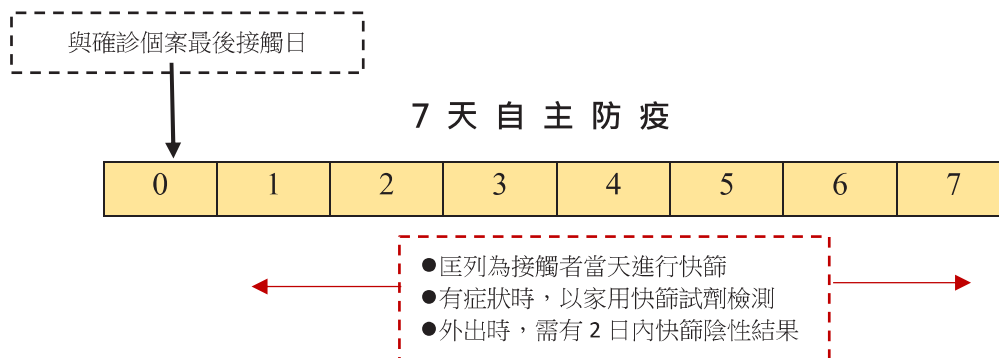 與確診個案最後接觸日
7 天 自 主 防 疫
0 1 2 3 4 5 6 7
●匡列為接觸者當天進行快篩
●有症狀時，以家用快篩試劑檢測
●外出時，需有 2 日內快篩陰性結果